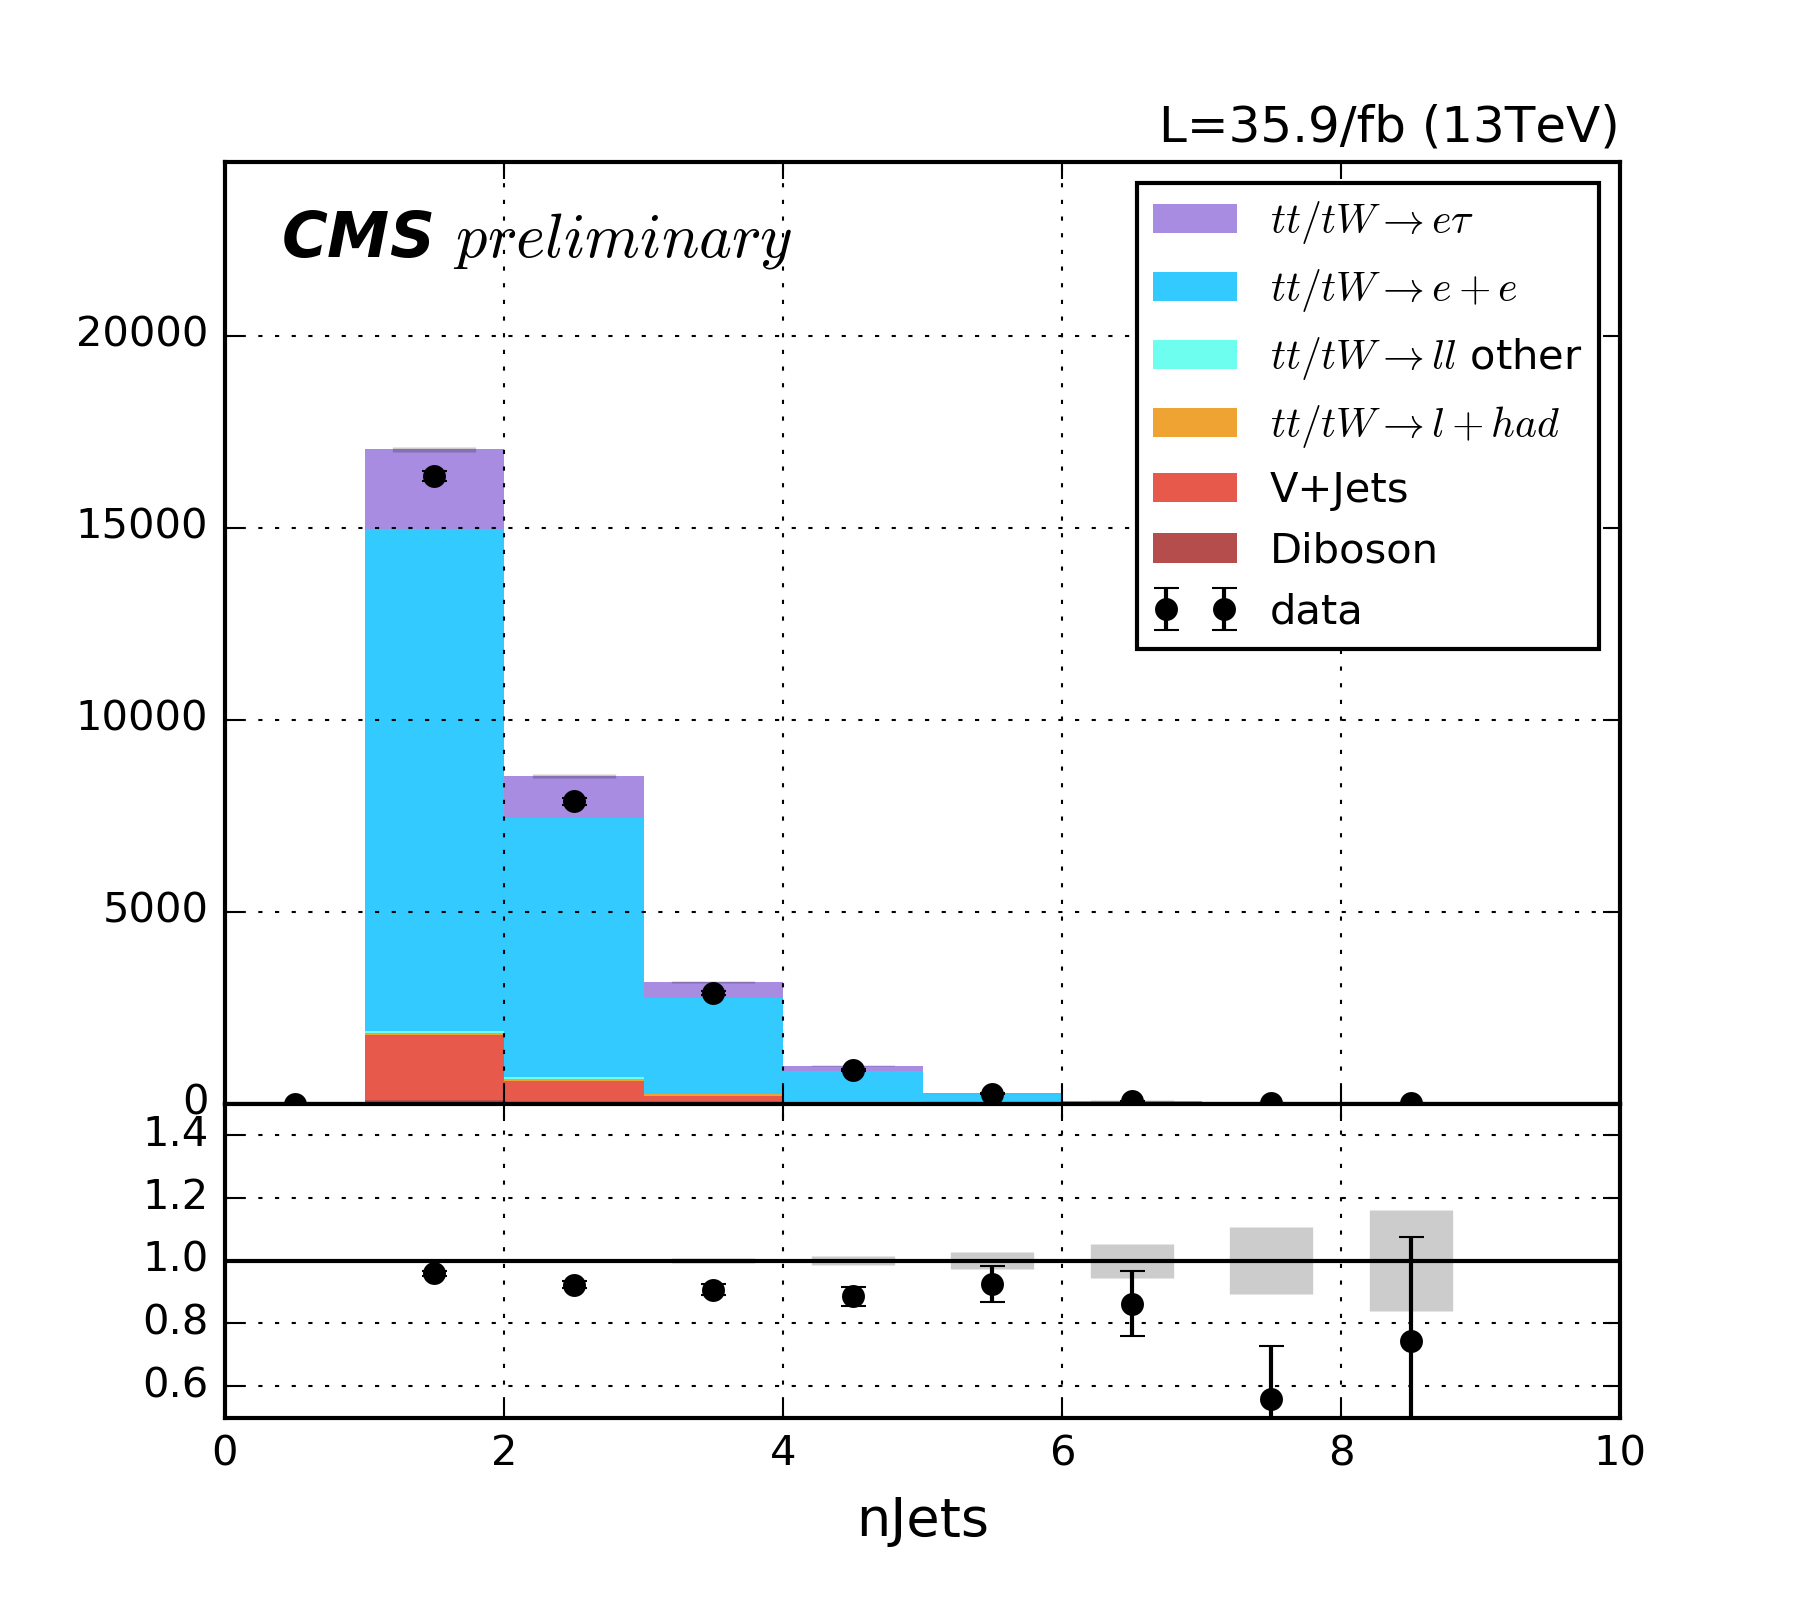 L=35.9/fb (13TeV)
CMS preliminary
tt/tW→eτ
tt/tW→e+e
tt/tW→ll other
tt/tW→l+had
V+Jets
Diboson
data
20000
15000
10000
5000
0
1.4
1.2
1.0
0.8
0.6
0 2 4 6 8 10
nJets